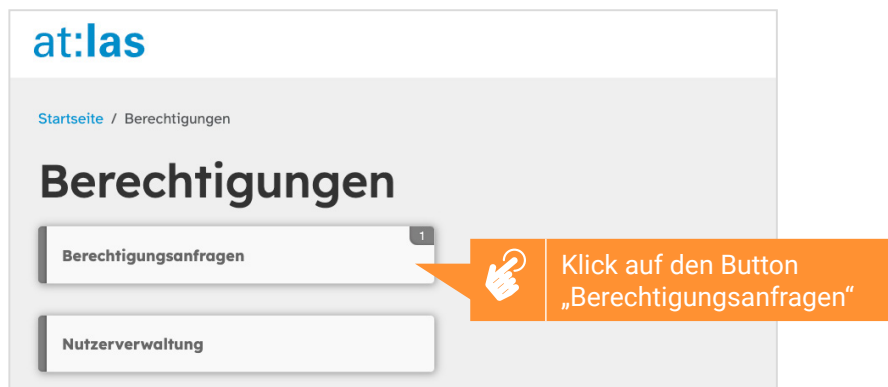 at:las
Startseite / Berechtigungen
Berechtigungen
1
Berechtigungsanfragen
Klick auf den Button
„Berechtigungsanfragen“
Nutzerverwaltung